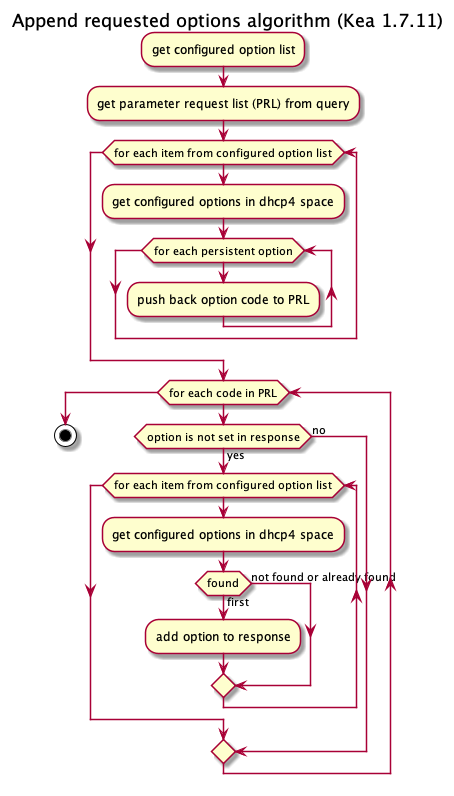 Append requested options algorithm (Kea 1.7.11)
get configured option list
get parameter request list (PRL) from query
for each item from configured option list
get configured options in dhcp4 space
for each persistent option
push back option code to PRL
for each code in PRL
option is not set in response
no
yes
for each item from configured option list
get configured options in dhcp4 space
found
not found or already found
first
add option to response